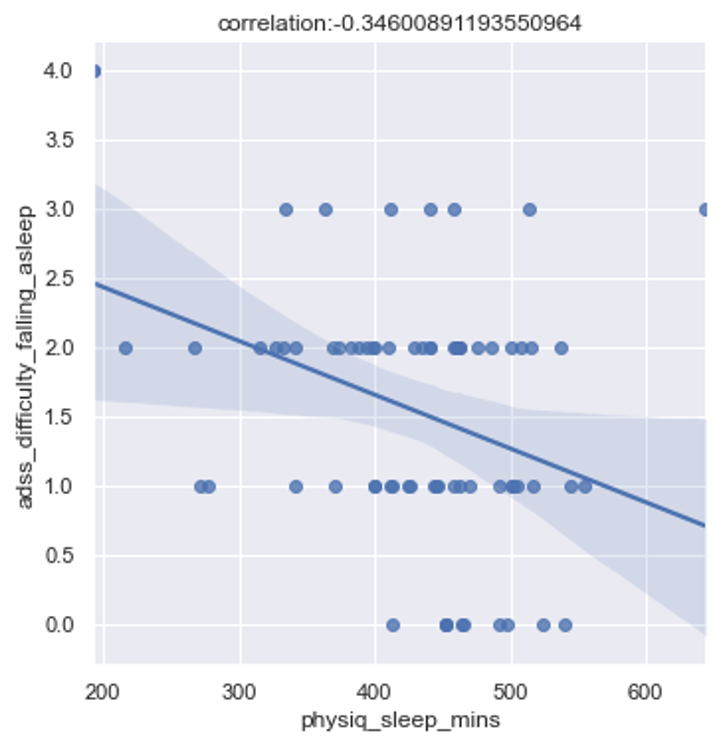 correlation:-0.34600891193550964
4.0
3.5
3.0
2.5
2.0
1.5
1.0
0.5
0.0
adss_difficulty_falling_asleep
200 300 400 500 600
physiq_sleep_mins